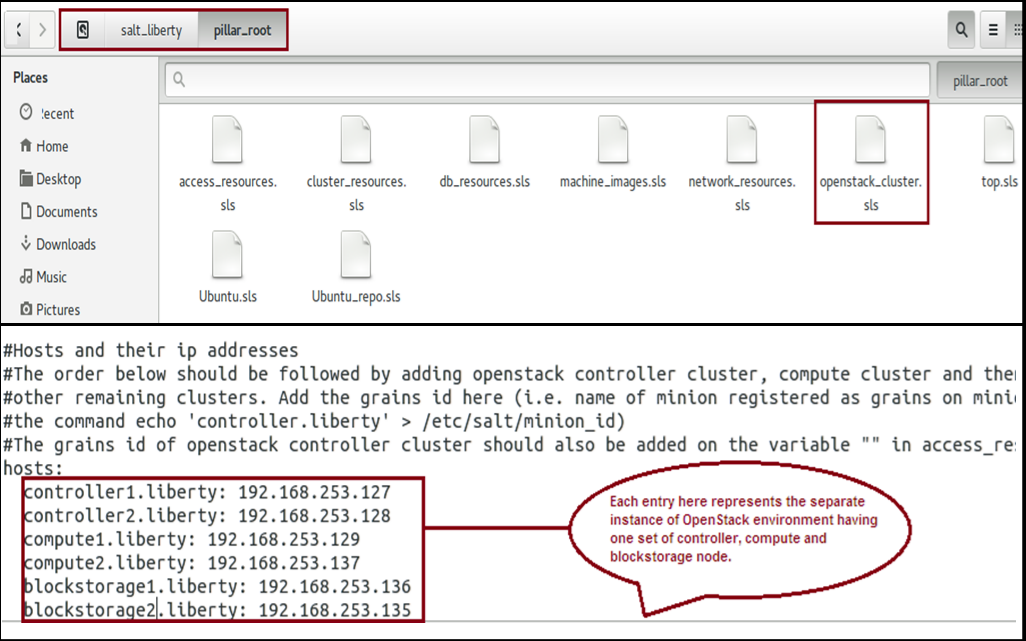 salt_liberty pillar_root
Places
pillar_root
Recent
Home
Desktop
Documents
Downloads
Music
Pictures
access_resources.
sls
cluster_resources.
sls
db_resources.sls
machine_images.sls
network_resources.
sls
openstack_cluster.
sls
top.sls
Ubuntu.sls
Ubuntu_repo.sls
#Hosts and their ip addresses
#The order below should be followed by adding openstack controller cluster, compute cluster and then
#other remaining clusters. Add the grains id here (i.e. name of minion registered as grains on mini
#the command echo 'controller.liberty' > /etc/salt/minion_id)
#The grains id of openstack controller cluster should also be added on the variable "" in access_re
hosts:
controller1.liberty: 192.168.253.127
controller2.liberty: 192.168.253.128
compute1.liberty: 192.168.253.129
compute2.liberty: 192.168.253.137
blockstorage1.liberty: 192.168.253.136
blockstorage2.liberty: 192.168.253.135
Each entry here represents the separate
instance of OpenStack environment having
one set of controller, compute and
blockstorage node.